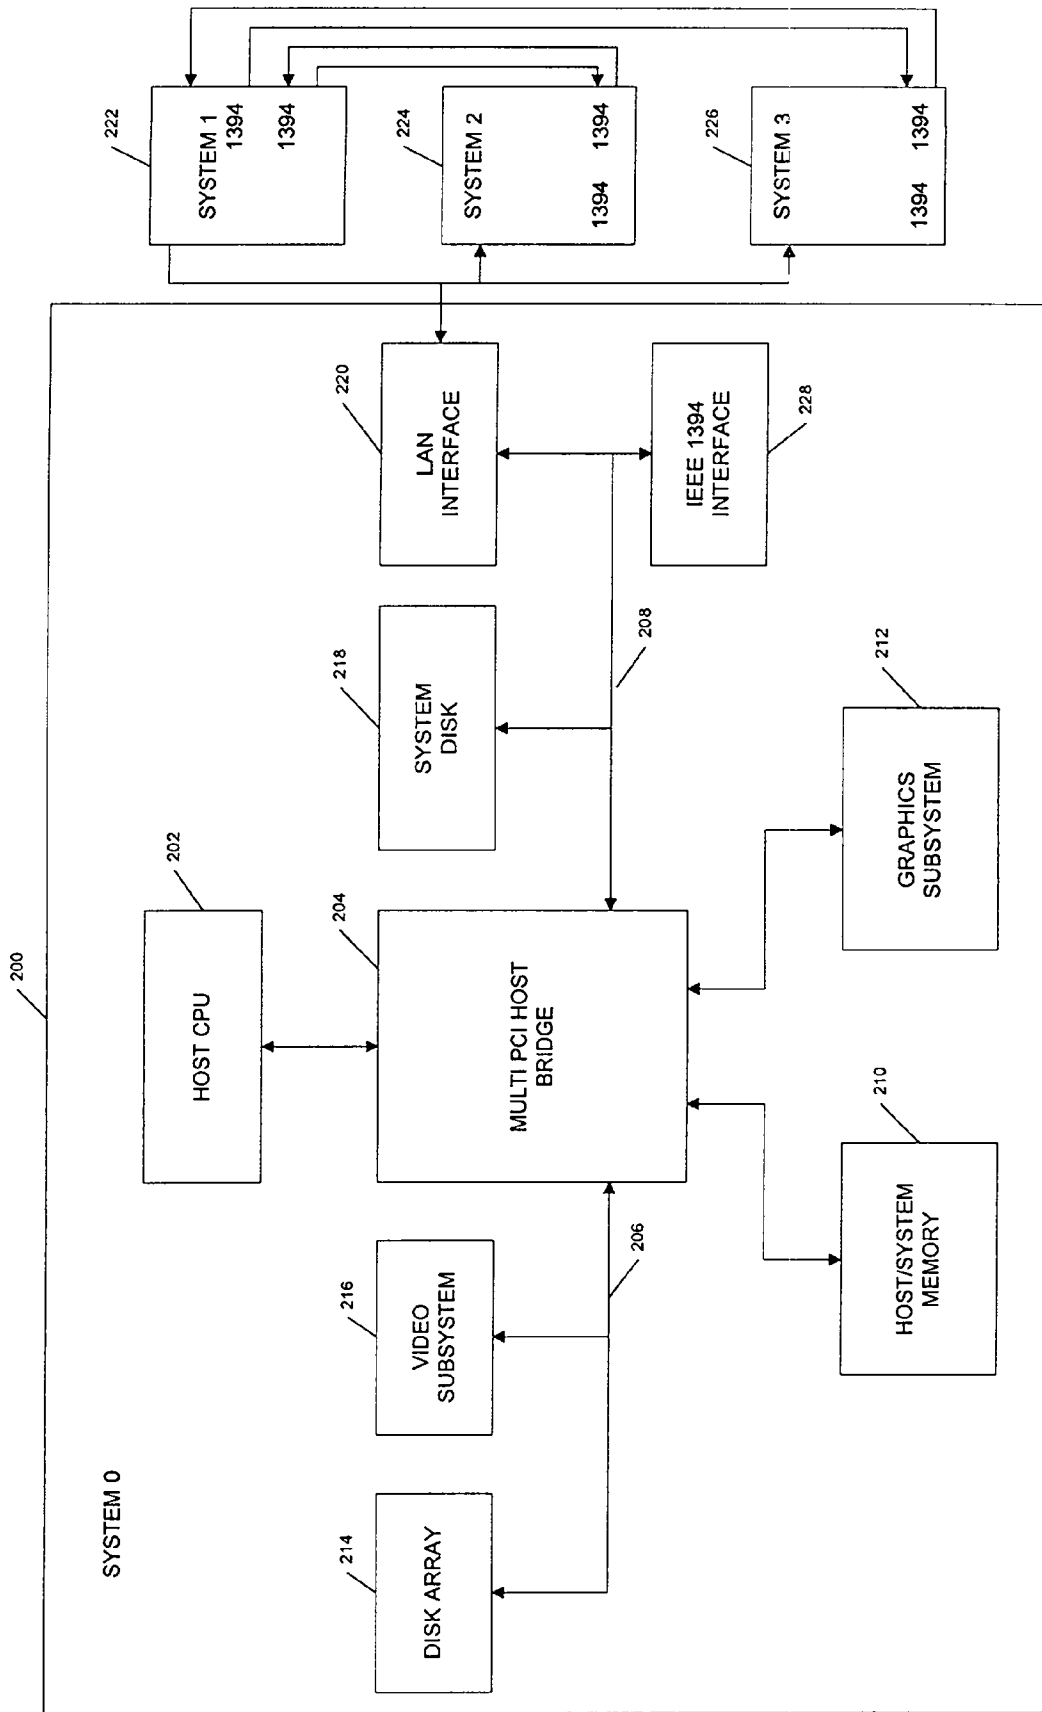 200
SYSTEM 0
HOST CPU
202
DISK ARRAY
214
VIDEO
SUBSYSTEM
216
206
MULTI PCI HOST
BRIDGE
204
SYSTEM
DISK
218
208
LAN
INTERFACE
220
IEEE 1394
INTERFACE
228
HOST/SYSTEM
MEMORY
210
GRAPHICS
SUBSYSTEM
212
SYSTEM 1
1394
1394
222
SYSTEM 2
1394
1394
224
SYSTEM 3
1394
1394
226